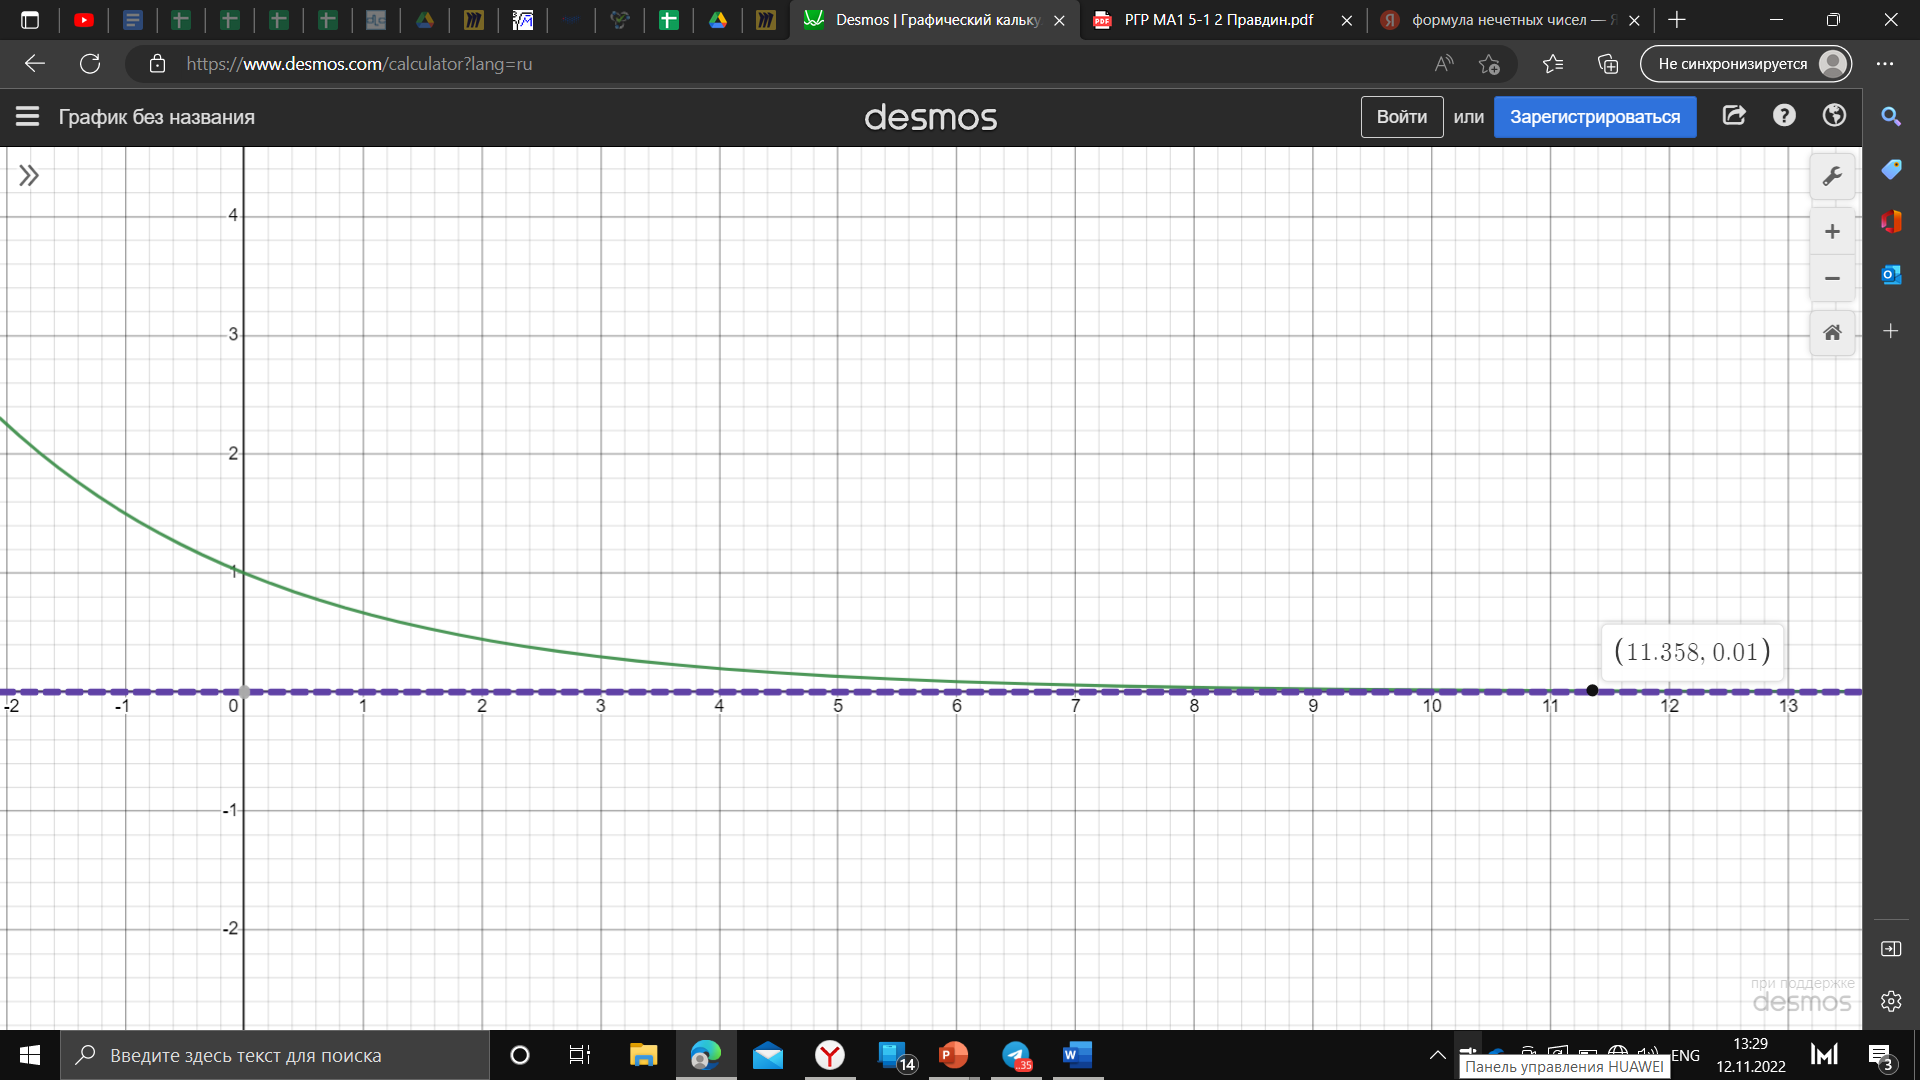 Desmos | Графический кальку
РГР МА1 5-1 2 Правдин.pdf
формула нечетных чисел — Я
https://www.desmos.com/calculator?lang=ru
Не синхронизируется
График без названия
desmos
Войти
или
Зарегистрироваться
4
3
2
1
-2
-1
0
1
2
3
4
5
6
7
8
9
10
11
12
13
(11.358, 0.01)
-1
-2
при поддержке
desmos
Введите здесь текст для поиска
14
35
ENG
13:29
12.11.2022
3
Панель управления HUAWEI